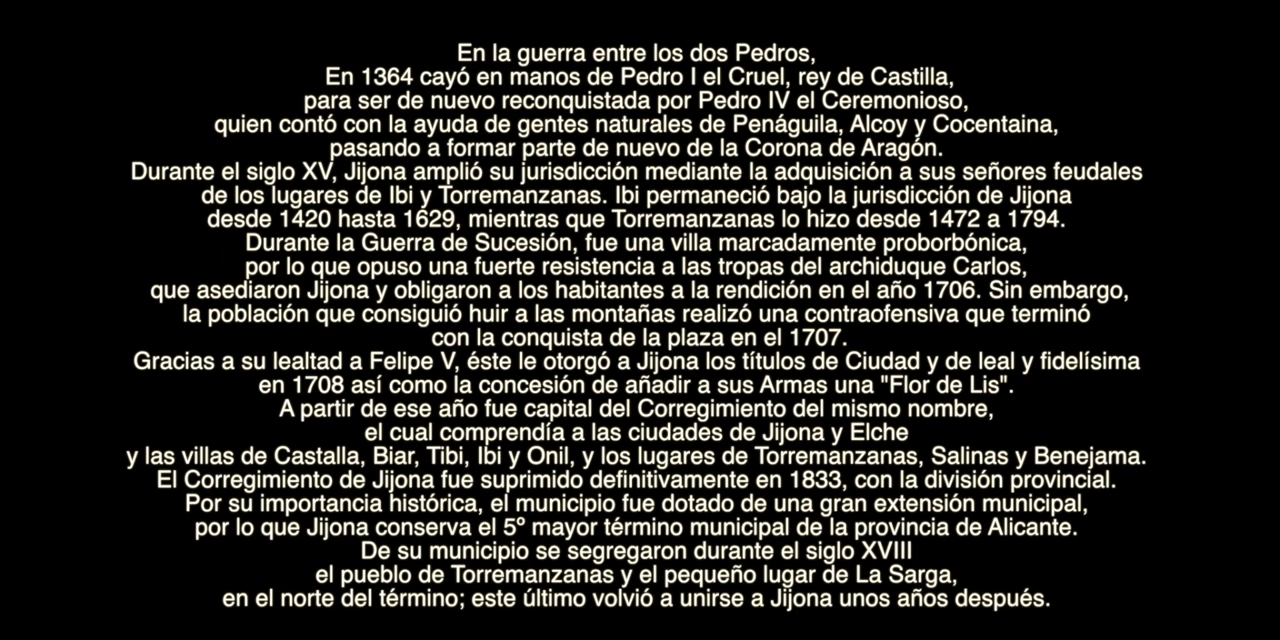 En la guerra entre los dos Pedros,
En 1364 cayó en manos de Pedro I el Cruel, rey de Castilla,
para ser de nuevo reconquistada por Pedro IV el Ceremonioso,
quien contó con la ayuda de gentes naturales de Penáguila, Alcoy y Cocentaina,
pasando a formar parte de nuevo de la Corona de Aragón.
Durante el siglo XV, Jijona amplió su jurisdicción mediante la adquisición a sus señores feudales
de los lugares de Ibi y Torremanzanas. Ibi permaneció bajo la jurisdicción de Jijona
desde 1420 hasta 1629, mientras que Torremanzanas lo hizo desde 1472 a 1794.
Durante la Guerra de Sucesión, fue una villa marcadamente proborbónica,
por lo que opuso una fuerte resistencia a las tropas del archiduque Carlos,
que asediaron Jijona y obligaron a los habitantes a la rendición en el año 1706. Sin embargo,
la población que consiguió huir a las montañas realizó una contraofensiva que terminó
con la conquista de la plaza en el 1707.
Gracias a su lealtad a Felipe V, éste le otorgó a Jijona los títulos de Ciudad y de leal y fidelísima
en 1708 así como la concesión de añadir a sus Armas una "Flor de Lis".
A partir de ese año fue capital del Corregimiento del mismo nombre,
el cual comprendía a las ciudades de Jijona y Elche
y las villas de Castalla, Biar, Tibi, Ibi y Onil, y los lugares de Torremanzanas, Salinas y Benejama.
El Corregimiento de Jijona fue suprimido definitivamente en 1833, con la división provincial.
Por su importancia histórica, el municipio fue dotado de una gran extensión municipal,
por lo que Jijona conserva el 5º mayor término municipal de la provincia de Alicante.
De su municipio se segregaron durante el siglo XVIII
el pueblo de Torremanzanas y el pequeño lugar de La Sarga,
en el norte del término; este último volvió a unirse a Jijona unos años después.